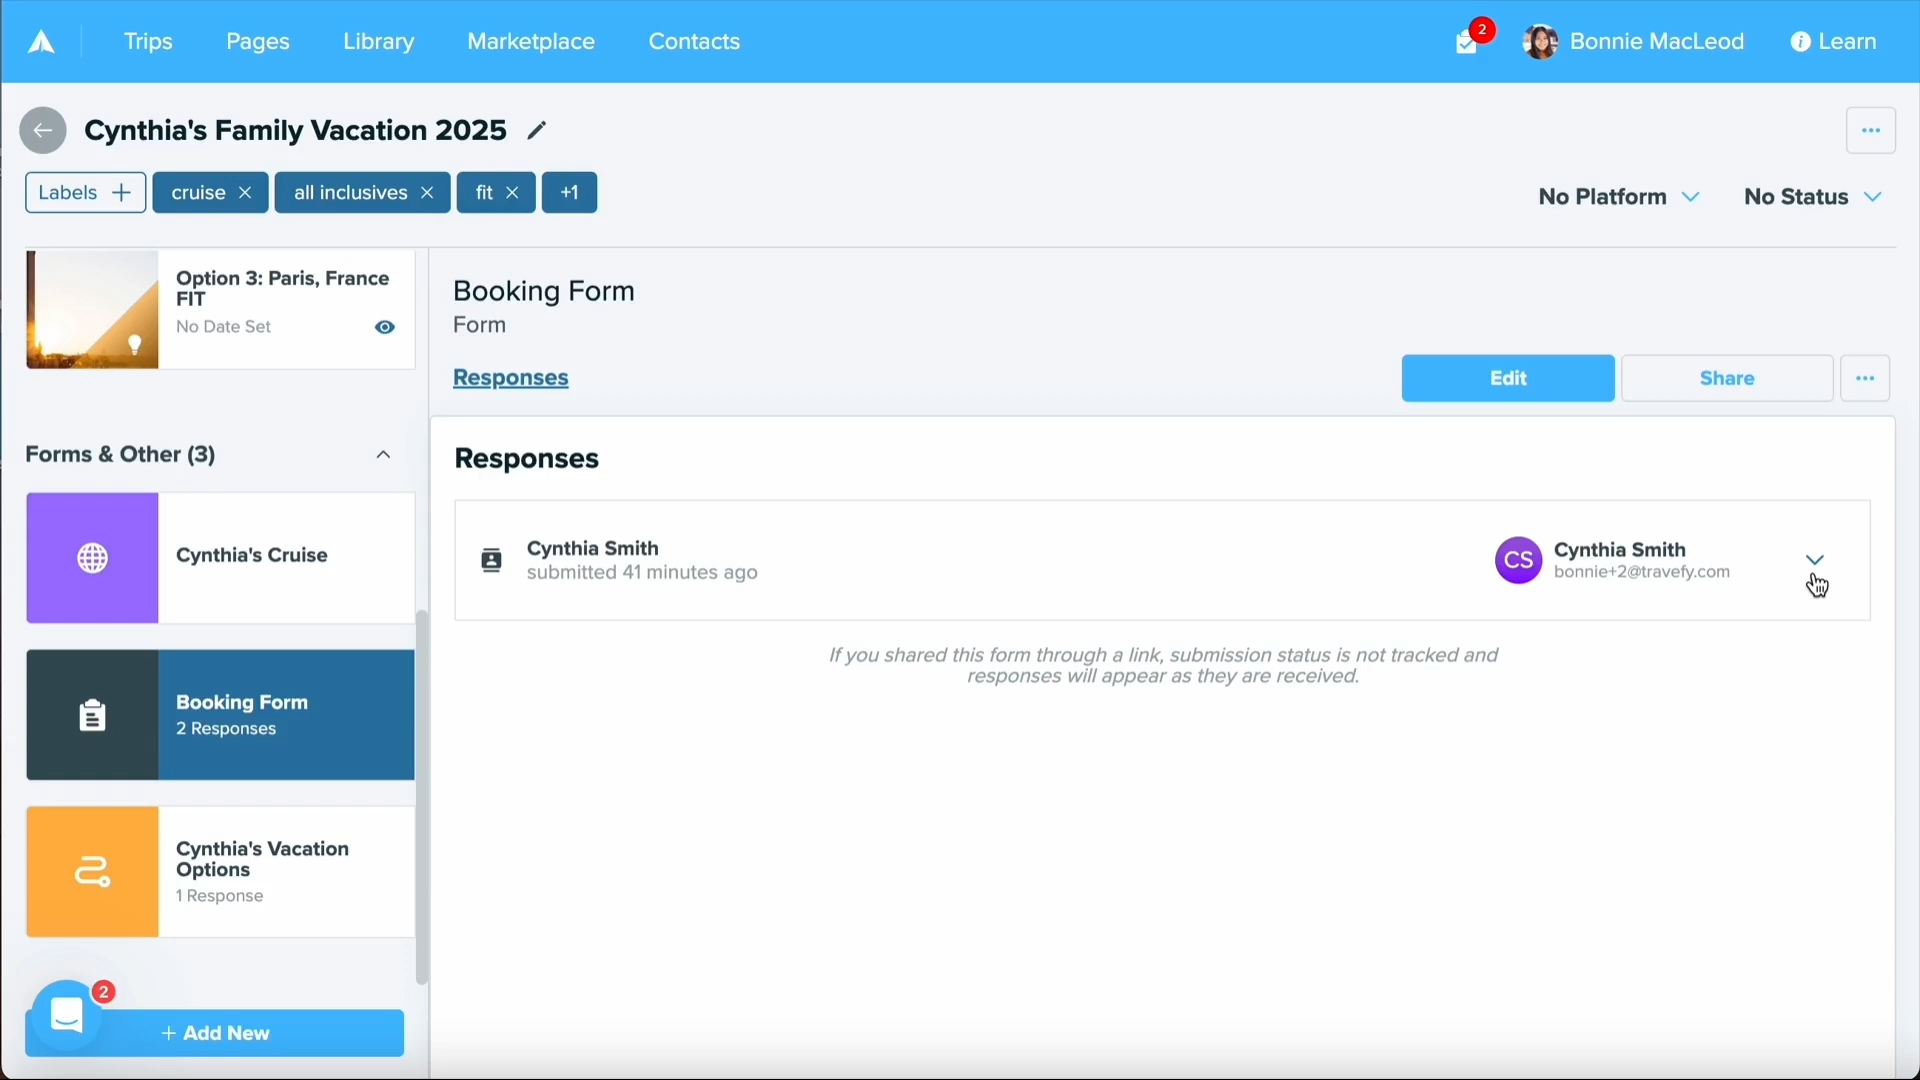 Trips
Pages
Library
Marketplace
Contacts
2
Bonnie MacLeod
Learn
Cynthia's Family Vacation 2025
Labels +
cruise
all inclusives
fit
+1
No Platform
No Status
Option 3: Paris, France
FIT
No Date Set
Forms & Other (3)
Cynthia's Cruise
Booking Form
2 Responses
Cynthia's Vacation
Options
1 Response
2
+ Add New
Booking Form
Form
Responses
Edit
Share
Responses
Cynthia Smith
submitted 41 minutes ago
CS
Cynthia Smith
bonnie+2@travefy.com
If you shared this form through a link, submission status is not tracked and
responses will appear as they are received.